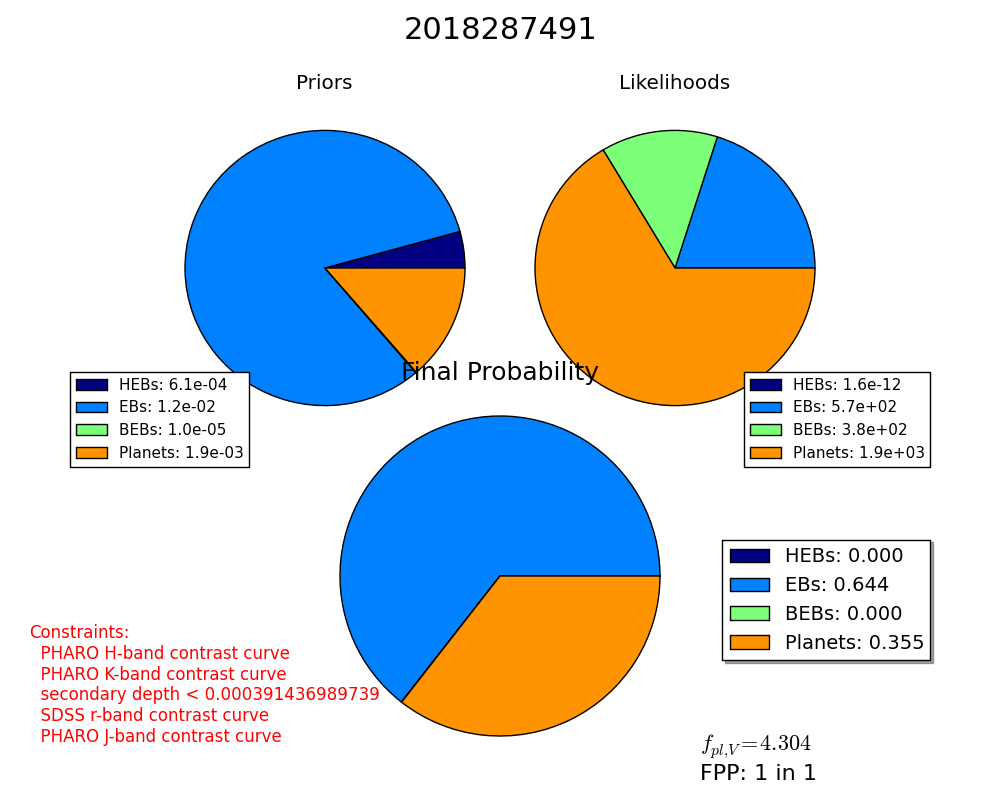 2018287491
Priors
Likelihoods
HEBs: 6.1e-04
EBs: 1.2e-02
BEBs: 1.0e-05
Planets: 1.9e-03
HEBs: 1.6e-12
EBs: 5.7e+02
BEBs: 3.8e+02
Planets: 1.9e+03
Final Probability
HEBs: 0.000
EBs: 0.644
BEBs: 0.000
Planets: 0.355
Constraints:
PHARO H-band contrast curve
PHARO K-band contrast curve
secondary depth < 0.000391436989739
SDSS r-band contrast curve
PHARO J-band contrast curve
f_{pl,V} = 4.304
FPP: 1 in 1